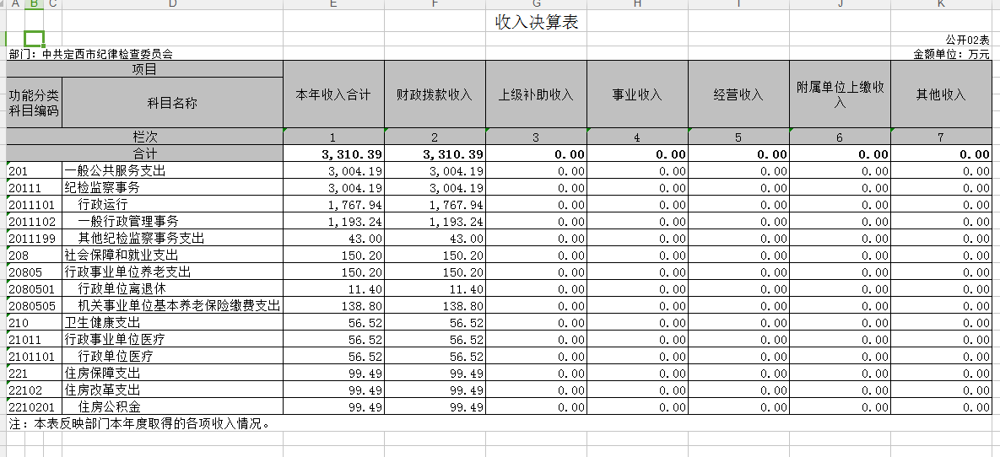 A B C D E F G H I J K
收入决算表
公开02表
部门：中共定西市纪律检查委员会 金额单位：万元
项目 本年收入合计 财政拨款收入 上级补助收入 事业收入 经营收入 附属单位上缴收入 其他收入
功能分类科目编码 科目名称
栏次 1 2 3 4 5 6 7
合计 3,310.39 3,310.39 0.00 0.00 0.00 0.00 0.00
201 一般公共服务支出 3,004.19 3,004.19 0.00 0.00 0.00 0.00 0.00
20111 纪检监察事务 3,004.19 3,004.19 0.00 0.00 0.00 0.00 0.00
2011101 行政运行 1,767.94 1,767.94 0.00 0.00 0.00 0.00 0.00
2011102 一般行政管理事务 1,193.24 1,193.24 0.00 0.00 0.00 0.00 0.00
2011199 其他纪检监察事务支出 43.00 43.00 0.00 0.00 0.00 0.00 0.00
208 社会保障和就业支出 150.20 150.20 0.00 0.00 0.00 0.00 0.00
20805 行政事业单位养老支出 150.20 150.20 0.00 0.00 0.00 0.00 0.00
2080501 行政单位离退休 11.40 11.40 0.00 0.00 0.00 0.00 0.00
2080505 机关事业单位基本养老保险缴费支出 138.80 138.80 0.00 0.00 0.00 0.00 0.00
210 卫生健康支出 56.52 56.52 0.00 0.00 0.00 0.00 0.00
21011 行政事业单位医疗 56.52 56.52 0.00 0.00 0.00 0.00 0.00
2101101 行政单位医疗 56.52 56.52 0.00 0.00 0.00 0.00 0.00
221 住房保障支出 99.49 99.49 0.00 0.00 0.00 0.00 0.00
22102 住房改革支出 99.49 99.49 0.00 0.00 0.00 0.00 0.00
2210201 住房公积金 99.49 99.49 0.00 0.00 0.00 0.00 0.00
注：本表反映部门本年度取得的各项收入情况。